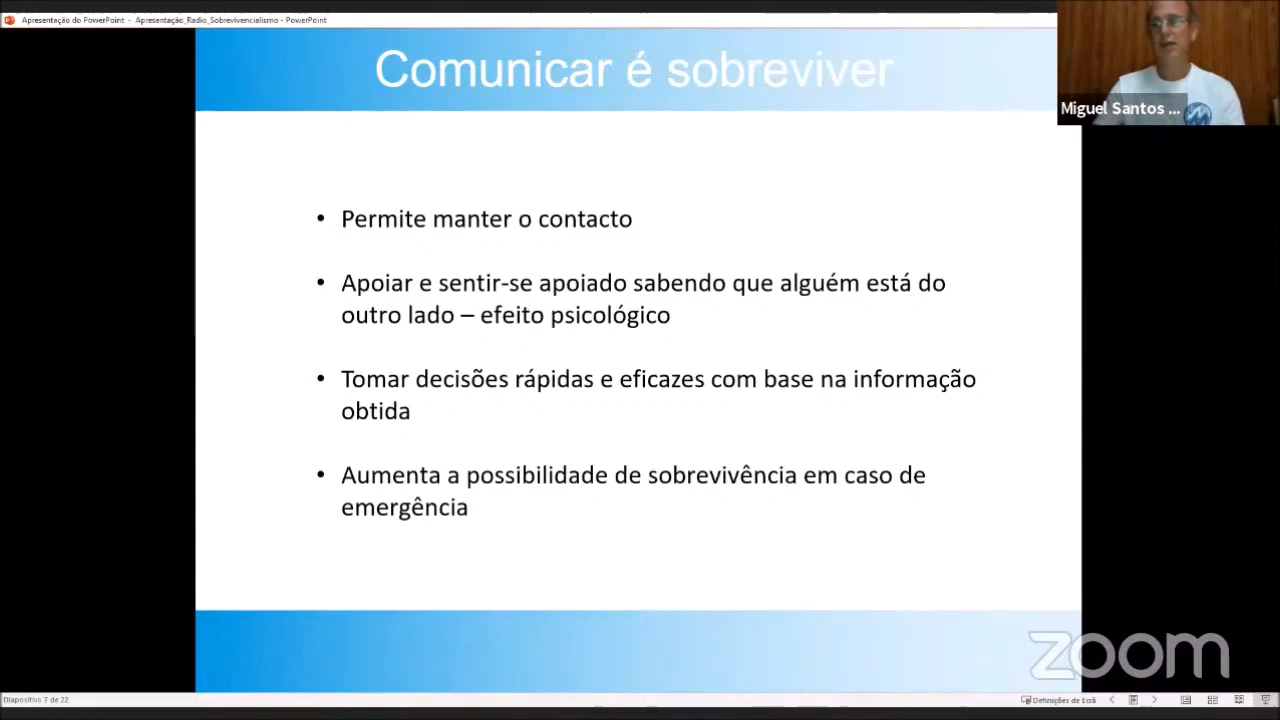 Apresentação do PowerPoint - Apresentação_Radio_Sobrevivencialismo - PowerPoint
Comunicar é sobreviver
Miguel Santos ...
• Permite manter o contacto
• Apoiar e sentir-se apoiado sabendo que alguém está do
outro lado – efeito psicológico
• Tomar decisões rápidas e eficazes com base na informação
obtida
• Aumenta a possibilidade de sobrevivência em caso de
emergência
zoom
Diapositivo 7 de 22
Definições de Ecrã